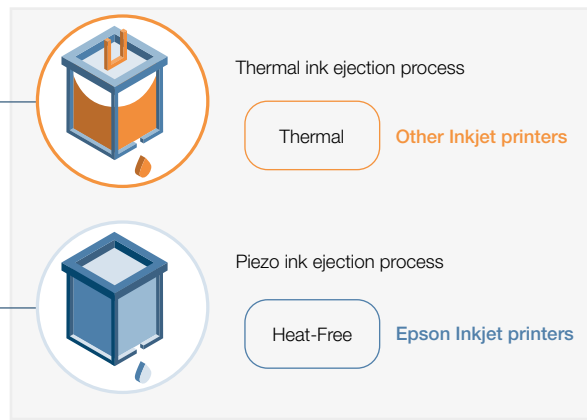 Thermal ink ejection process
Thermal
Other Inkjet printers
Piezo ink ejection process
Heat-Free
Epson Inkjet printers